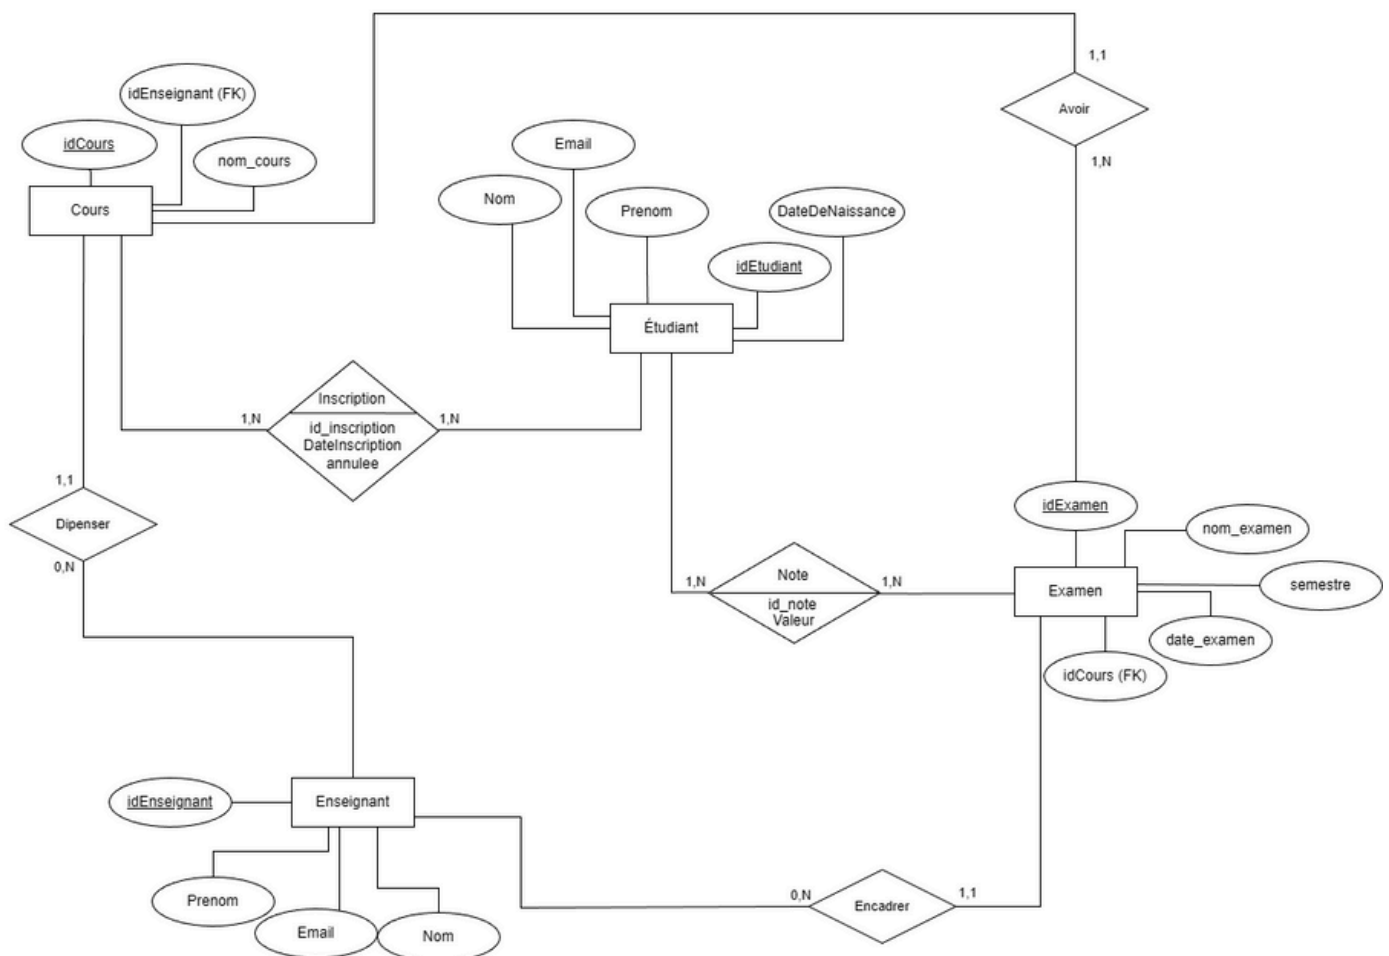 1,1
Avoir
1,N
idEnseignant (FK)
idCours
nom_cours
Cours
Email
Nom
Prenom
DateDeNaissance
idEtudiant
Étudiant
1,N
Inscription
id_inscription
DateInscription
annulee
1,N
1,1
Dipenser
0,N
idExamen
nom_examen
Examen
semestre
date_examen
idCours (FK)
1,N
Note
id_note
Valeur
1,N
idEnseignant
Enseignant
Prenom
Email
Nom
0,N
Encadrer
1,1